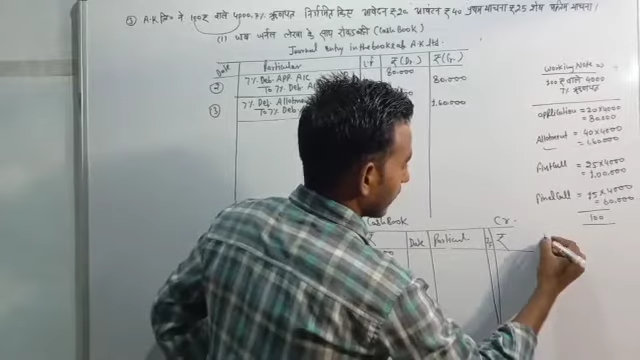 ③ A.K. लि० ने 100₹ वाले 4000, 7% ऋणपत्र निर्गमित किए आवेदन ₹20 आवंटन ₹40 प्रथम याचना ₹25 शेष अंतिम याचना।
(1) जब जर्नल लेखा के साथ रोकड़ बही (Cash Book)
Journal entry in the book of A.K ltd.
Date Particular L.F ₹ (Dr.) ₹ (Cr.)
② 7% Deb. App. A/C 80.000
To 7% Deb. A 80.000
③ 7% Deb. Allotment
To 7% Deb. 1.60.000
Working Note :-
100 ₹ वाले 4000
7% ऋणपत्र
Application = 20×4000
= 80.000
Allotment = 40×4000
= 1.60.000
First Call = 25×4000
= 1.00.000
Final Call = 15×4000
= 60.000
100
Cash Book Cr.
₹ Date Particular ₹